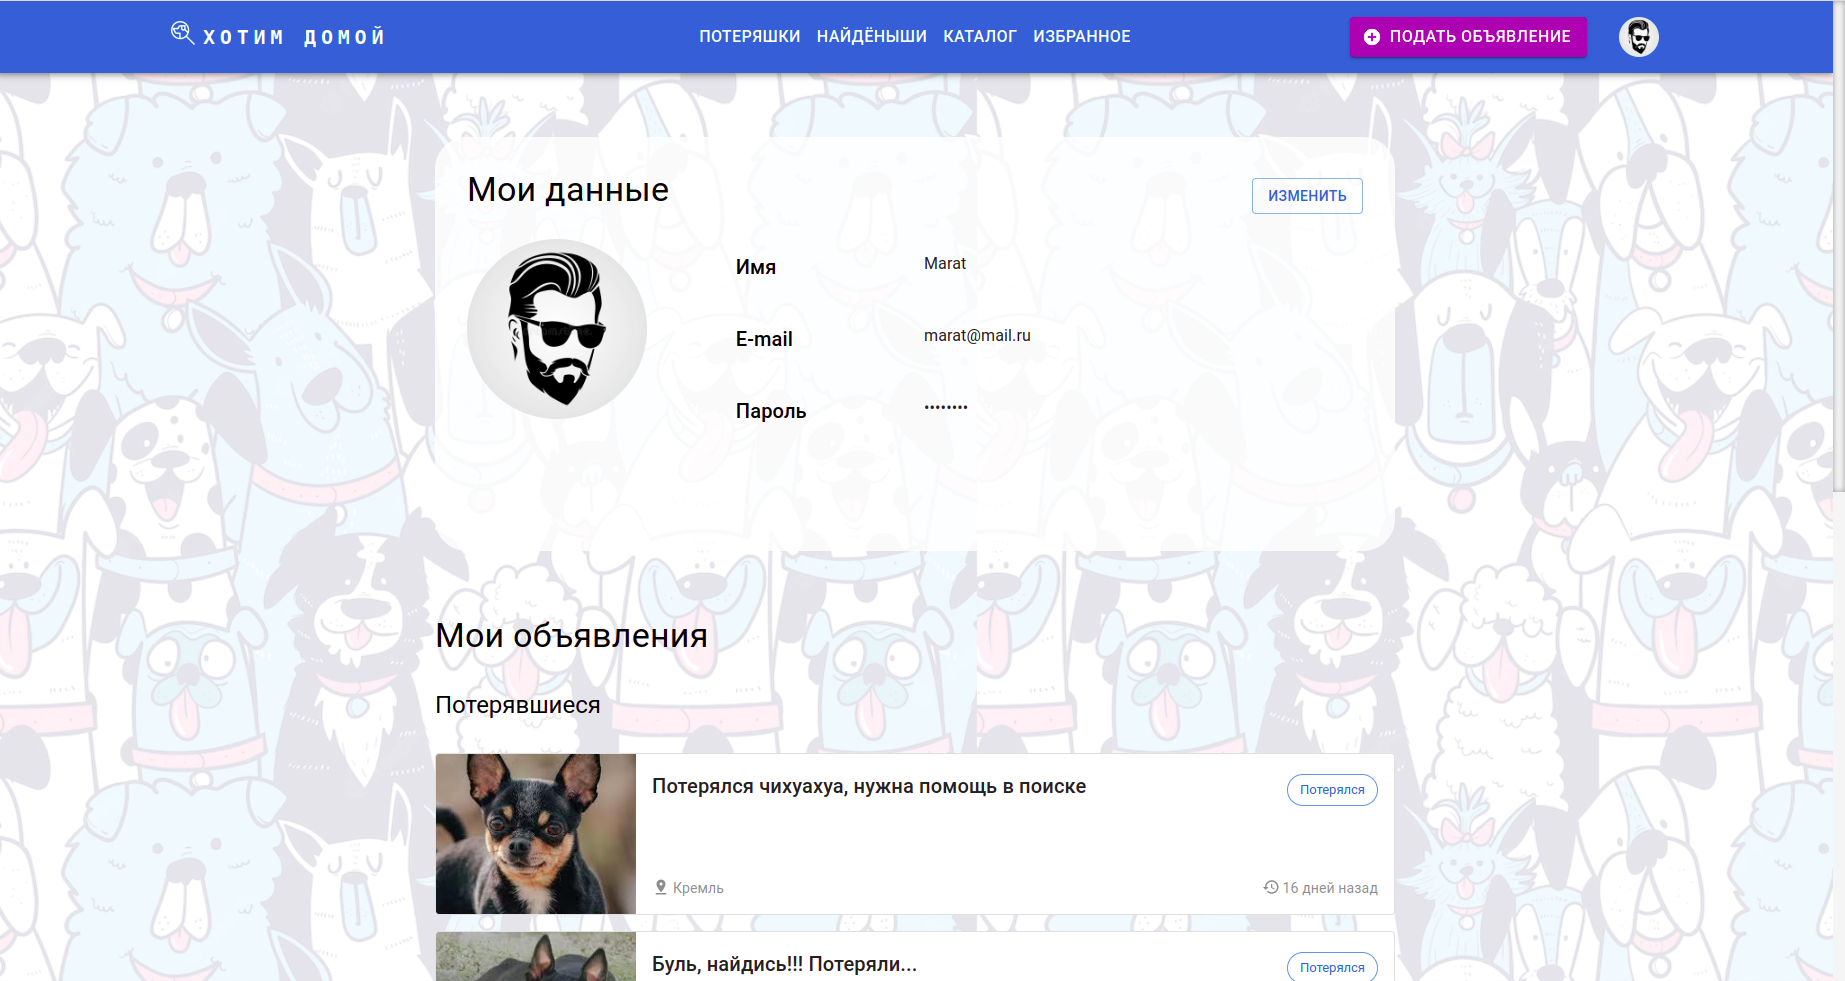 ХОТИМ ДОМОЙ
ПОТЕРЯШКИ НАЙДЁНЫШИ КАТАЛОГ ИЗБРАННОЕ
ПОДАТЬ ОБЪЯВЛЕНИЕ
Мои данные
ИЗМЕНИТЬ
Имя Marat
E-mail marat@mail.ru
Пароль ••••••••
Мои объявления
Потерявшиеся
Потерялся чихуахуа, нужна помощь в поиске
Потерялся
Кремль
16 дней назад
Буль, найдись!!! Потеряли...
Потерялся